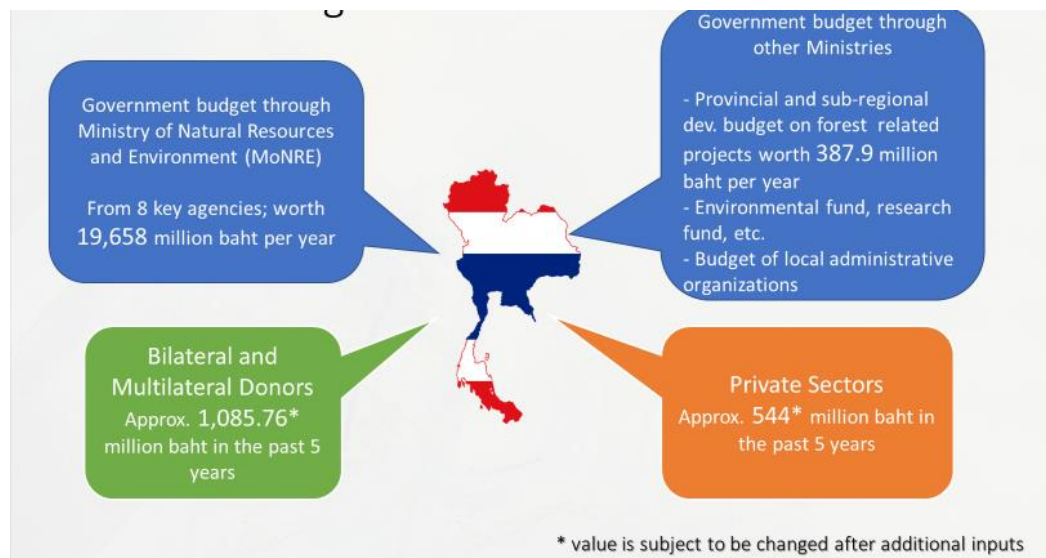 Government budget through
Ministry of Natural Resources
and Environment (MoNRE)
From 8 key agencies; worth
19,658 million baht per year
Government budget through
other Ministries
- Provincial and sub-regional
dev. budget on forest related
projects worth 387.9 million
baht per year
- Environmental fund, research
fund, etc.
- Budget of local administrative
organizations
Bilateral and
Multilateral Donors
Approx. 1,085.76*
million baht in the past 5
years
Private Sectors
Approx. 544* million baht in
the past 5 years
* value is subject to be changed after additional inputs